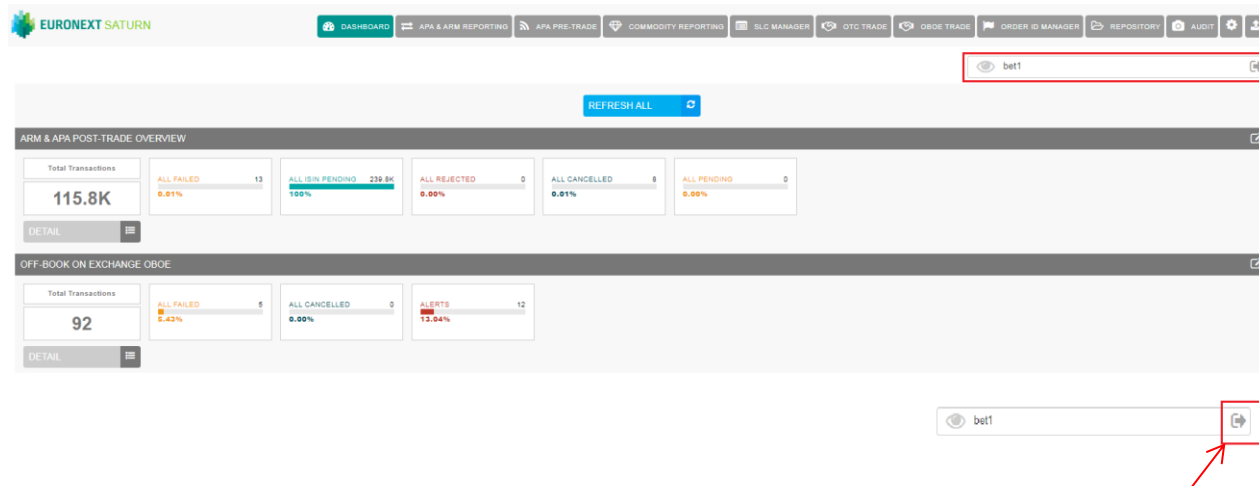 EURONEXT SATURN
DASHBOARD APA & ARM REPORTING APA PRE-TRADE COMMODITY REPORTING SLC MANAGER OTC TRADE OBOE TRADE ORDER ID MANAGER REPOSITORY AUDIT
bet1
REFRESH ALL
ARM & APA POST-TRADE OVERVIEW
Total Transactions
115.8K
DETAIL
ALL FAILED 13
0.01%
ALL ISIN PENDING 239.8K
100%
ALL REJECTED 0
0.00%
ALL CANCELLED 8
0.01%
ALL PENDING 0
0.00%
OFF-BOOK ON EXCHANGE OBOE
Total Transactions
92
DETAIL
ALL FAILED 5
5.43%
ALL CANCELLED 0
0.00%
ALERTS 12
13.04%
bet1